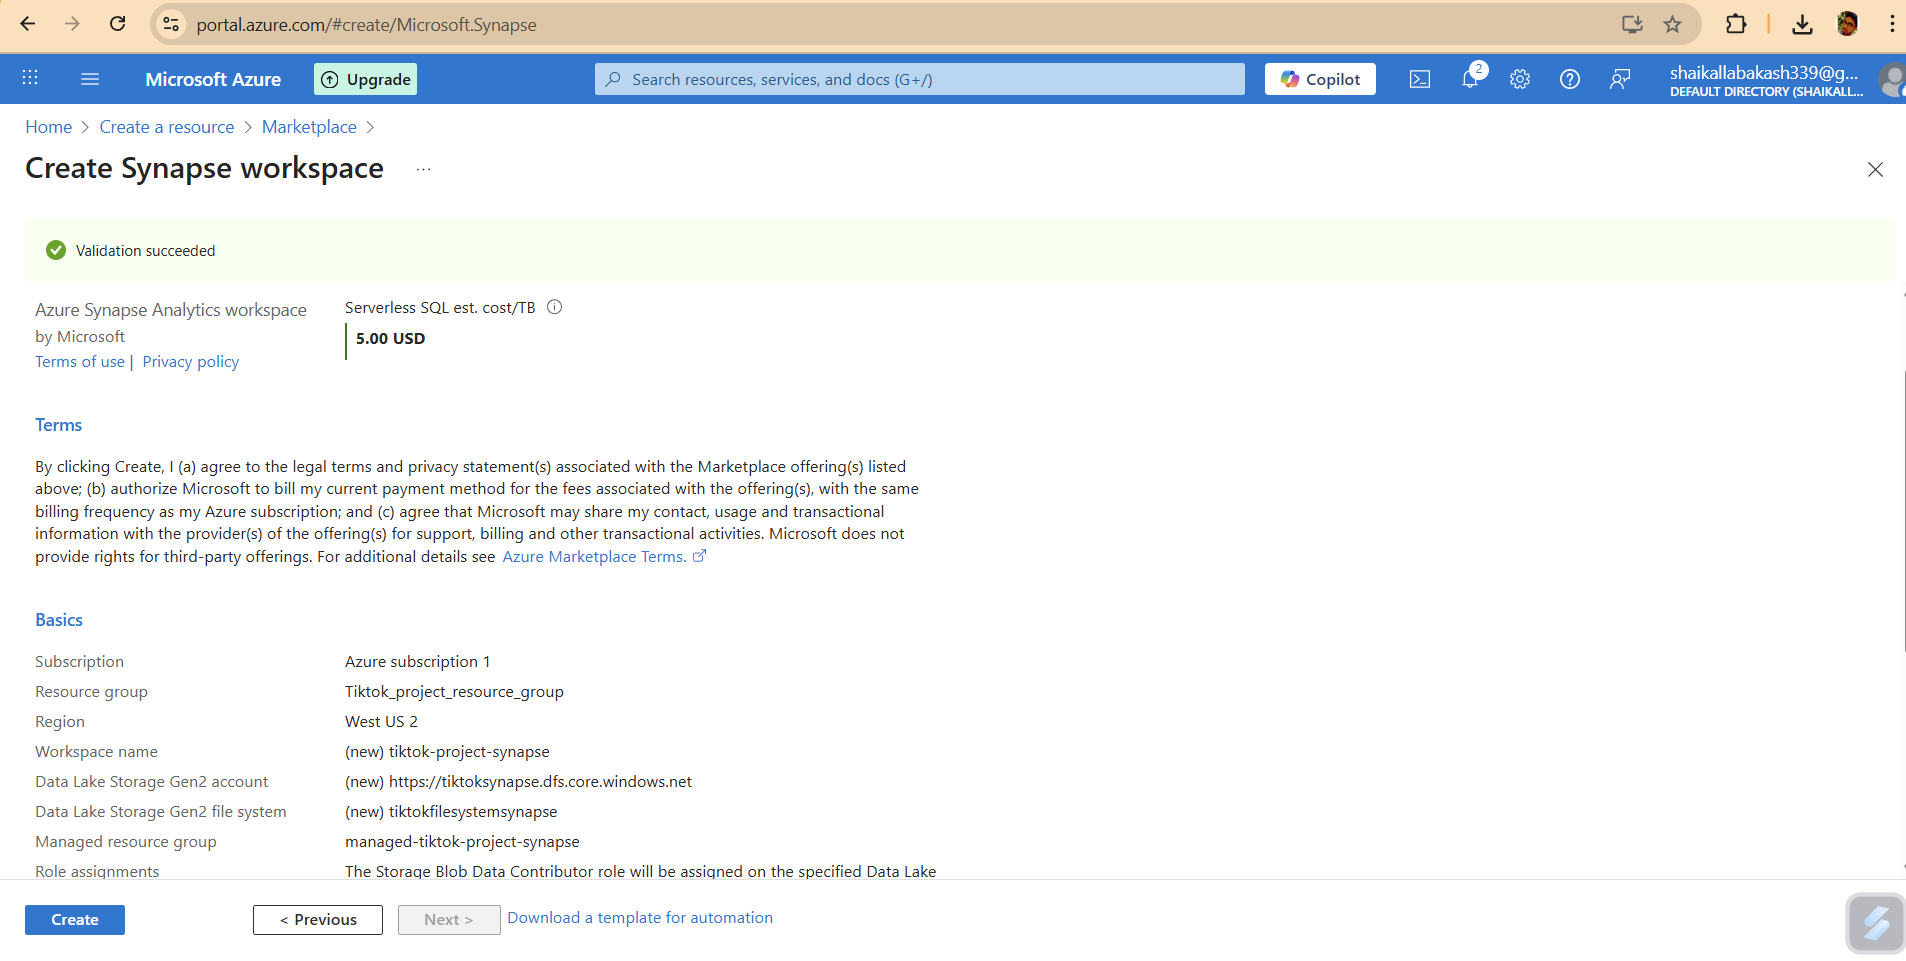 portal.azure.com/#create/Microsoft.Synapse
Microsoft Azure
Upgrade
Search resources, services, and docs (G+/)
Copilot
2
shaikallabakash339@g...
DEFAULT DIRECTORY (SHAIKALL...
Home > Create a resource > Marketplace >
Create Synapse workspace ...
Validation succeeded
Azure Synapse Analytics workspace
by Microsoft
Terms of use | Privacy policy
Serverless SQL est. cost/TB
5.00 USD
Terms
By clicking Create, I (a) agree to the legal terms and privacy statement(s) associated with the Marketplace offering(s) listed
above; (b) authorize Microsoft to bill my current payment method for the fees associated with the offering(s), with the same
billing frequency as my Azure subscription; and (c) agree that Microsoft may share my contact, usage and transactional
information with the provider(s) of the offering(s) for support, billing and other transactional activities. Microsoft does not
provide rights for third-party offerings. For additional details see Azure Marketplace Terms.
Basics
Subscription Azure subscription 1
Resource group Tiktok_project_resource_group
Region West US 2
Workspace name (new) tiktok-project-synapse
Data Lake Storage Gen2 account (new) https://tiktoksynapse.dfs.core.windows.net
Data Lake Storage Gen2 file system (new) tiktokfilesystemsynapse
Managed resource group managed-tiktok-project-synapse
Role assignments The Storage Blob Data Contributor role will be assigned on the specified Data Lake
Create
< Previous
Next >
Download a template for automation